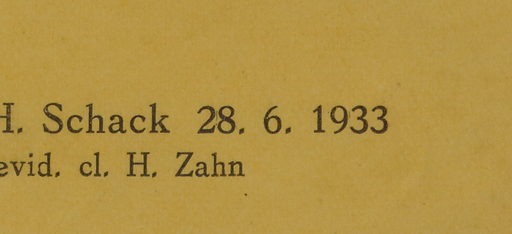 H. Schack 28. 6. 1933
evid. cl. H. Zahn